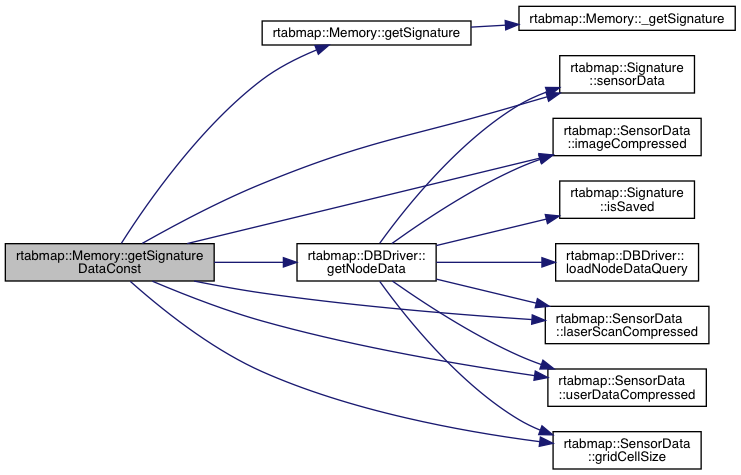 rtabmap::Memory::getSignature
rtabmap::Memory::_getSignature
rtabmap::Signature
::sensorData
rtabmap::SensorData
::imageCompressed
rtabmap::Signature
::isSaved
rtabmap::Memory::getSignature
DataConst
rtabmap::DBDriver::
getNodeData
rtabmap::DBDriver::
loadNodeDataQuery
rtabmap::SensorData
::laserScanCompressed
rtabmap::SensorData
::userDataCompressed
rtabmap::SensorData
::gridCellSize